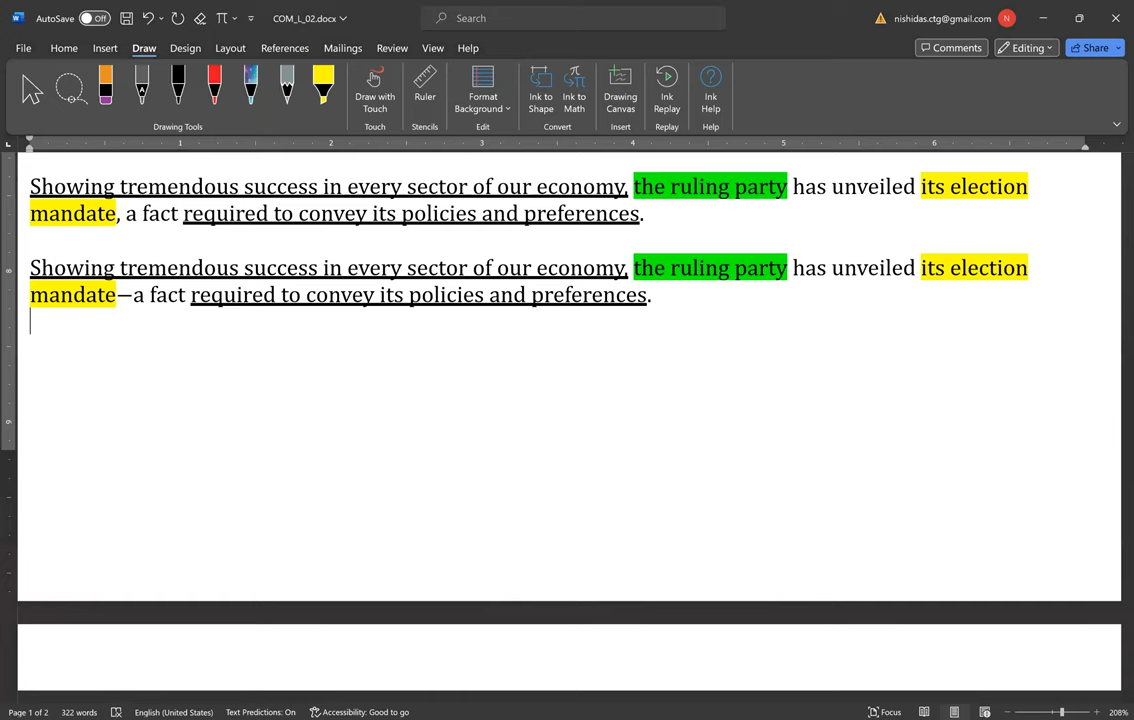 AutoSave Off COM_L_02.docx Search nishidas.ctg@gmail.com N
File Home Insert Draw Design Layout References Mailings Review View Help Comments Editing Share
Draw with Touch Ruler Format Background Ink to Shape Ink to Math Drawing Canvas Ink Replay Ink Help
Drawing Tools Touch Stencils Edit Convert Insert Replay Help
1 2 3 4 5 6
Showing tremendous success in every sector of our economy, the ruling party has unveiled its election
mandate, a fact required to convey its policies and preferences.
Showing tremendous success in every sector of our economy, the ruling party has unveiled its election
mandate—a fact required to convey its policies and preferences.
Page 1 of 2 322 words English (United States) Text Predictions: On Accessibility: Good to go Focus 208%